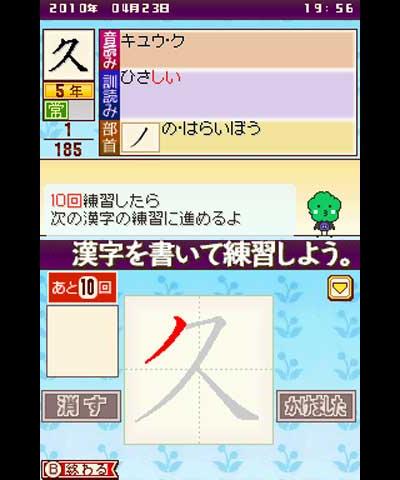 2010年 04月23日 19:56
久
音読み
キュウ・ク
5年
訓読み
ひさしい
常
1
185
部首
ノ
の・はらいぼう
10回練習したら
次の漢字の練習に進めるよ
漢字を書いて練習しよう。
あと10回
久
消す
かけました
B終わる